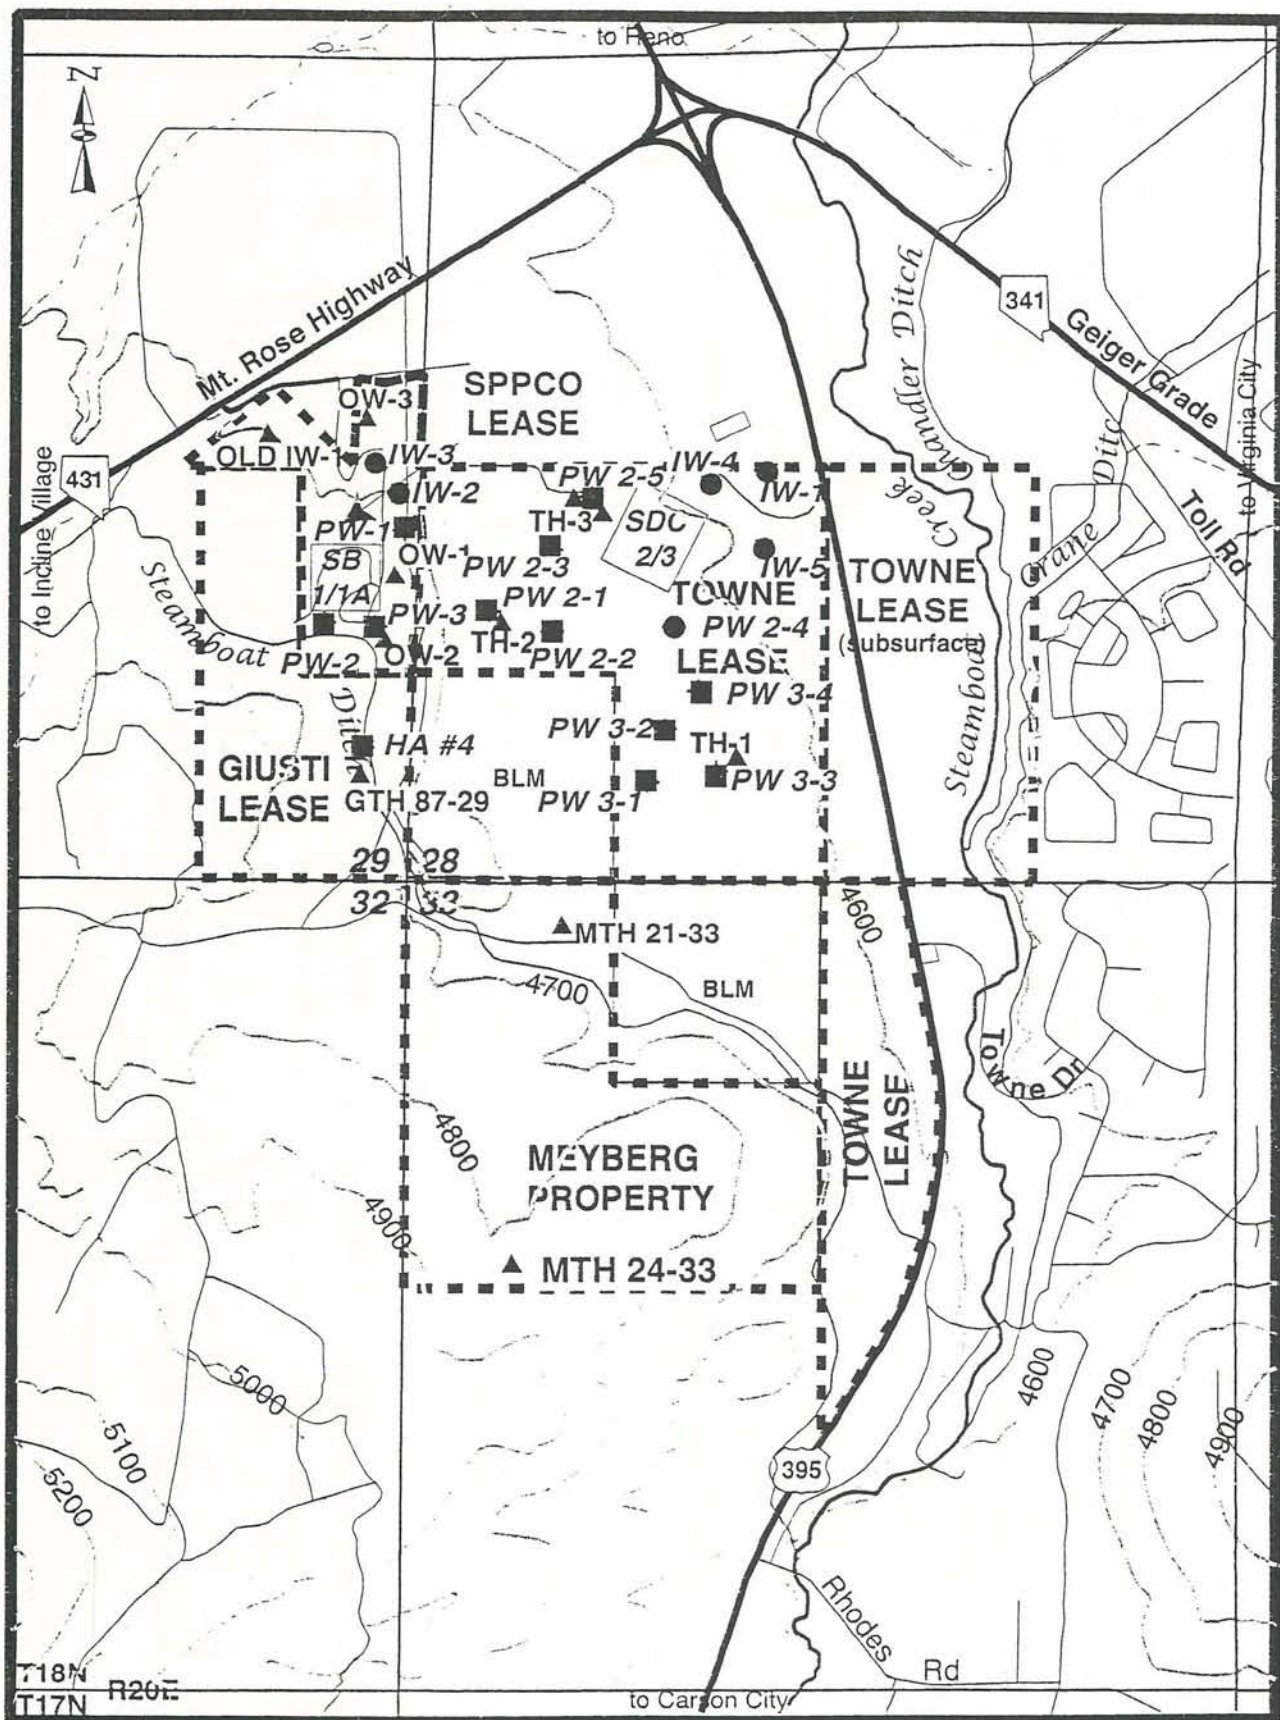 to Reno
N
Mt. Rose Highway
Chandler Ditch
341
Geiger Grade
to Virginia City
SPPCO
LEASE
OW-3
OLD IW-1
IW-3
IW-4
431
PW 2-5
IW-1
IW-2
to Incline Village
PW-1
TH-3
SDC
2/3
Creek
Crane
Ditc
Toll Rd
SB
1/1A
OW-1
PW 2-3
IW-5
TOWNE
LEASE
(subsurface)
Steamboat
Ditch
PW-3
PW 2-1
TOWNE
LEASE
PW 2-4
PW-2
OW-2
TH-2
PW 2-2
Steamboat
PW 3-4
HA #4
PW 3-2
TH-1
GIUSTI
LEASE
GTH 87-29
BLM
PW 3-1
PW 3-3
29 28
32 33
MTH 21-33
4600
4700
BLM
Towne Dr
TOWNE
LEASE
4800
MEYBERG
PROPERTY
4900
MTH 24-33
5000
4600
4700
4800
4900
5100
5200
395
Rhodes
Rd
T18N
R20E
T17N
to Carson City